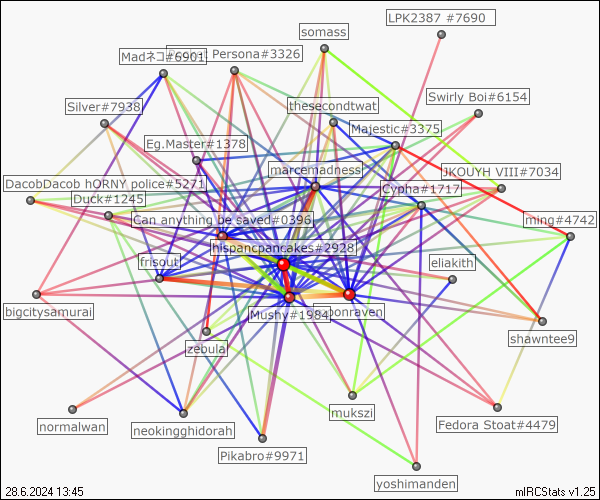 LPK2387 #7690
somass
Madネコ#6901
Persona#3326
Swirly Boi#6154
Silver#7938
thesecondtwat
Majestic#3375
Eg.Master#1378
marcemadness
JKOUYH VIII#7034
DacobDacob hORNY police#5271
Cypha#1717
Duck#1245
Can anything be saved#0396
ming#4742
hispancpancakes#2928
frisout
eliakith
bigcitysamurai
Mushy#1984
onraven
shawntee9
zebula
mukszi
normalwan
neokingghidorah
Fedora Stoat#4479
Pikabro#9971
yoshimanden
28.6.2024 13:45
mIRCStats v1.25